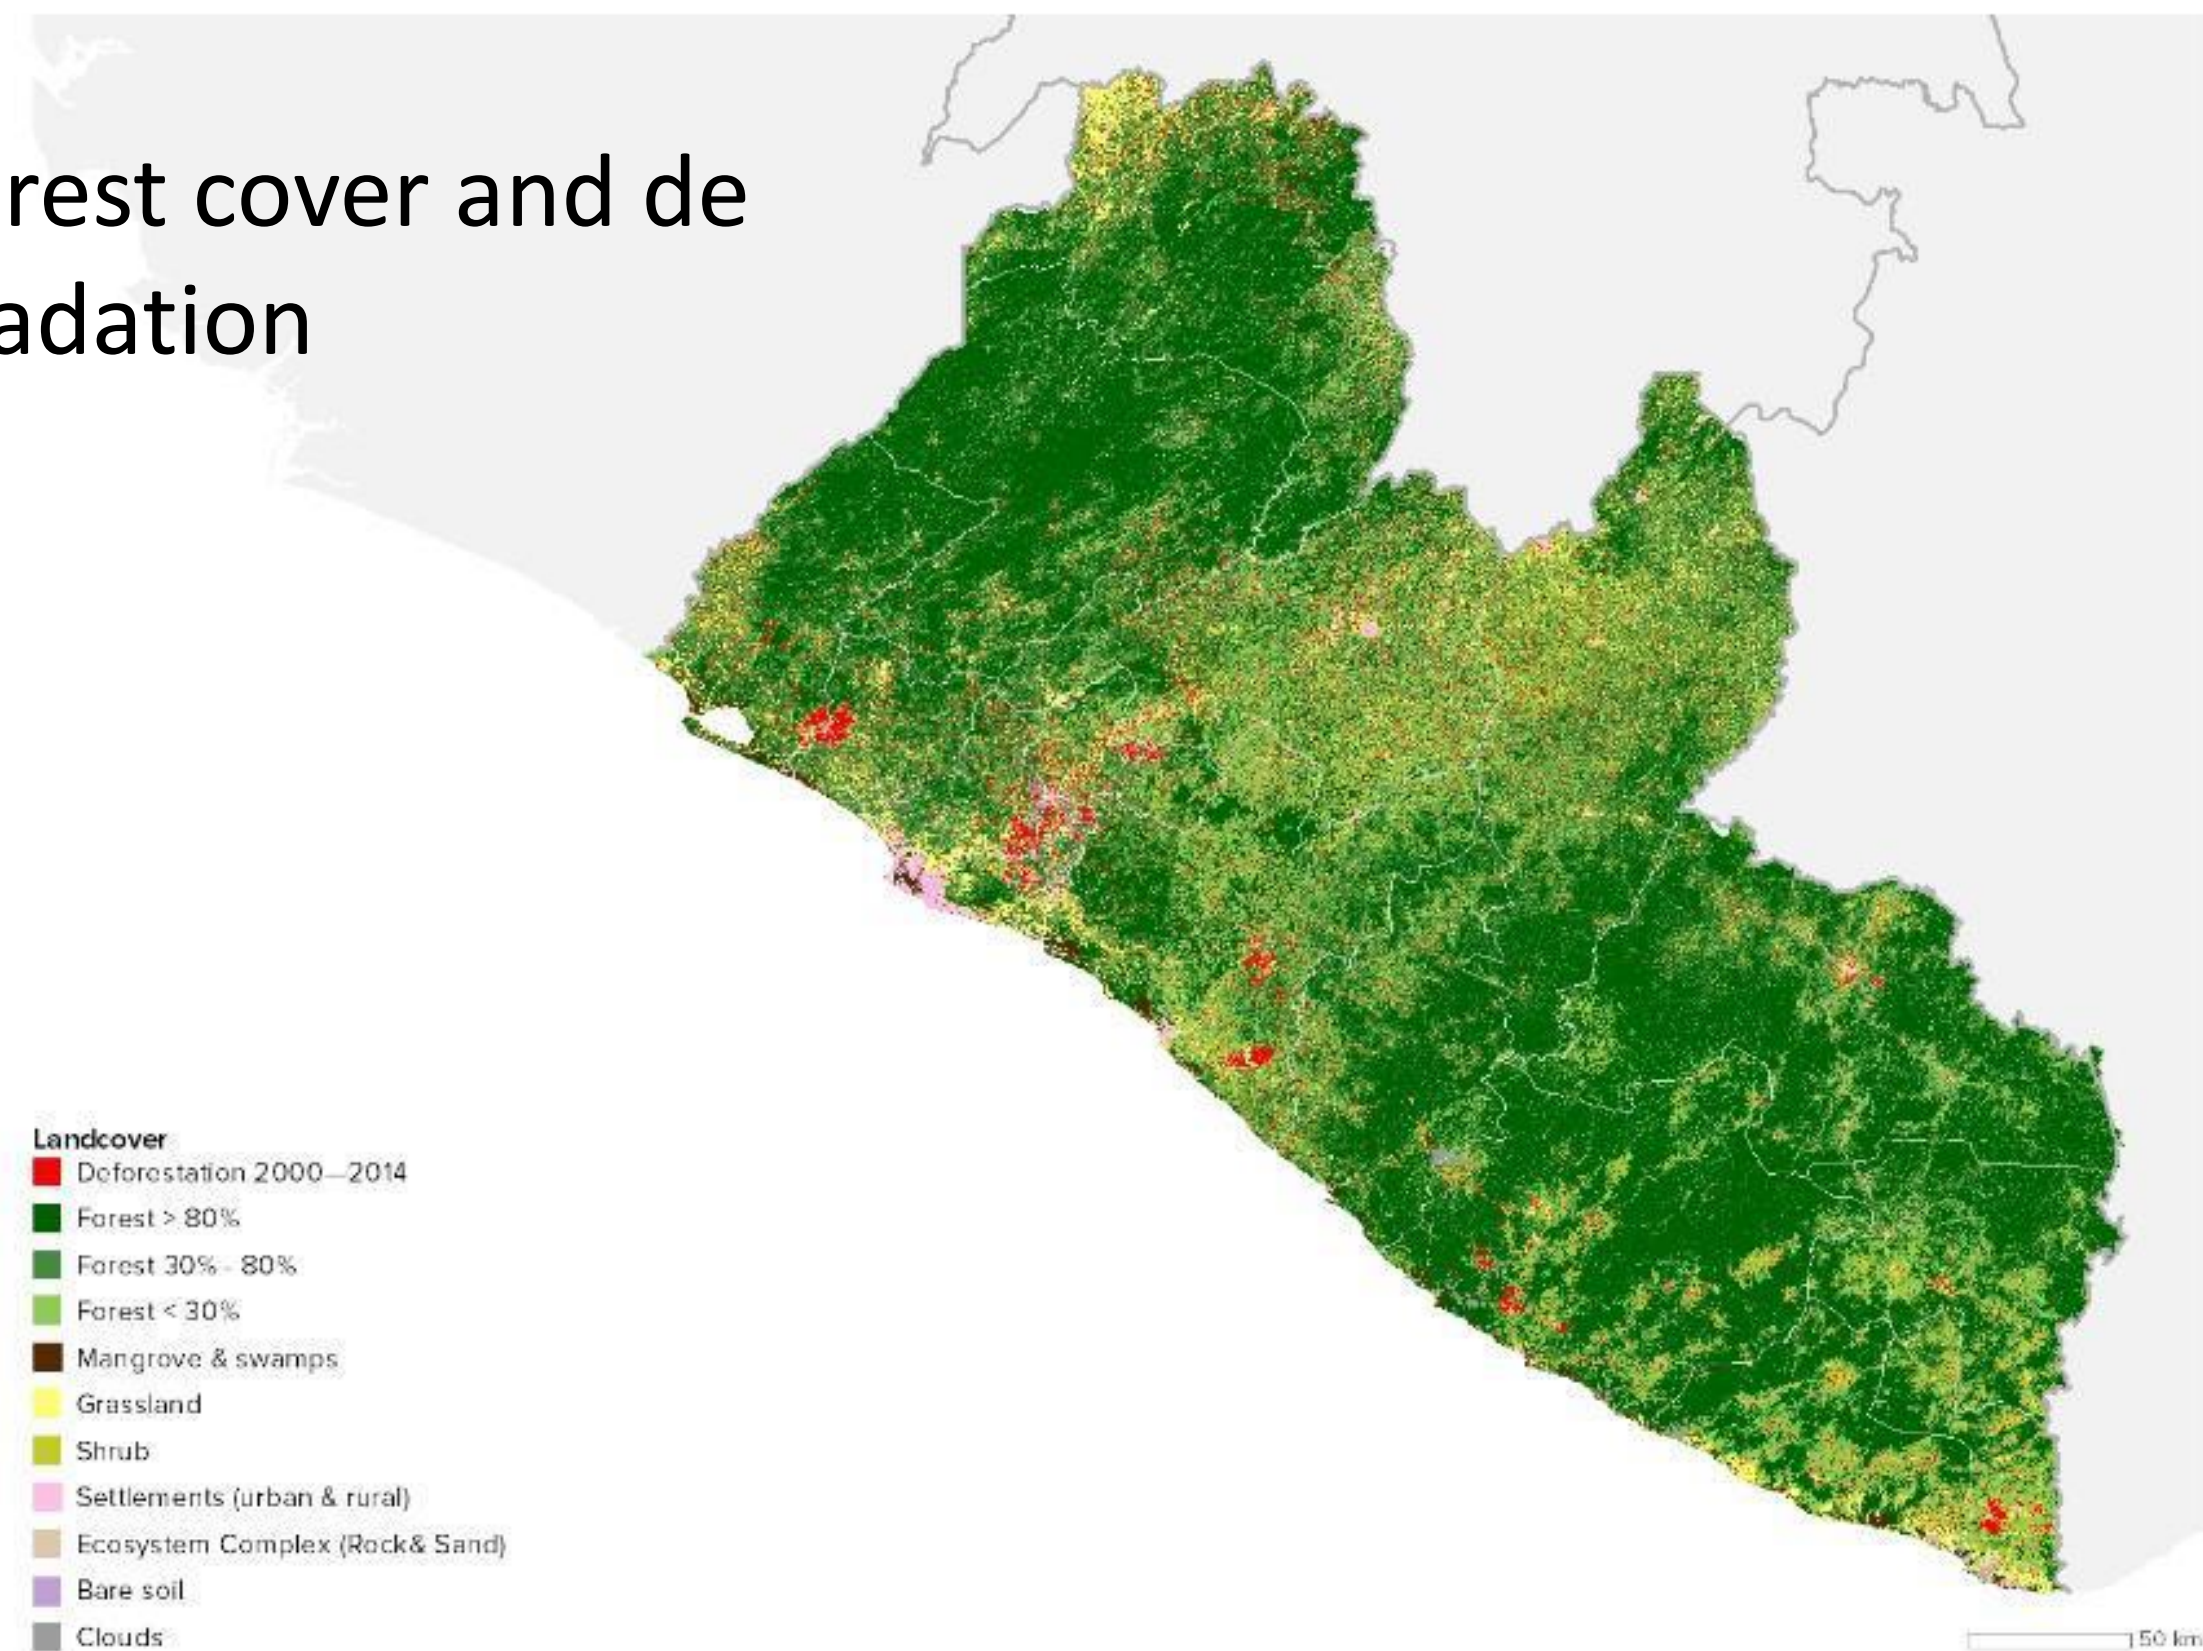 rest cover and de
adation
Landcover
Deforestation 2000—2014
Forest > 80%
Forest 30% - 80%
Forest < 30%
Mangrove & swamps
Grassland
Shrub
Settlements (urban & rural)
Ecosystem Complex (Rock& Sand)
Bare soil
Clouds
50 km